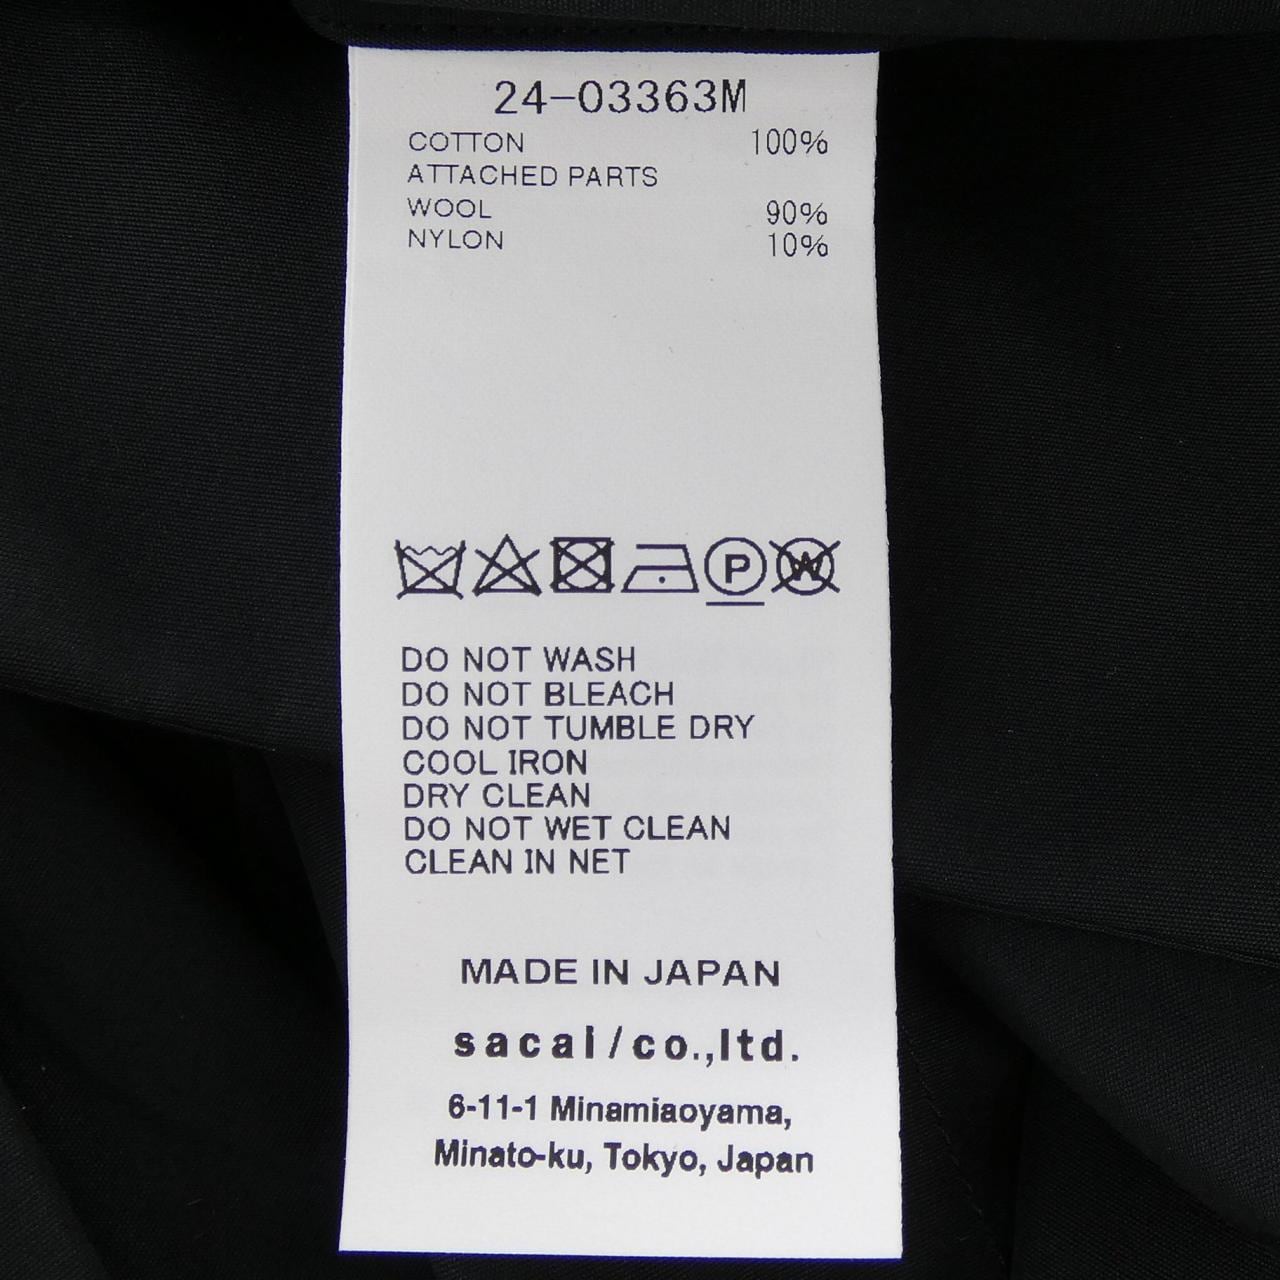 24-03363M
COTTON 100%
ATTACHED PARTS
WOOL 90%
NYLON 10%
P W
DO NOT WASH
DO NOT BLEACH
DO NOT TUMBLE DRY
COOL IRON
DRY CLEAN
DO NOT WET CLEAN
CLEAN IN NET
MADE IN JAPAN
sacai/co.,ltd.
6-11-1 Minamiaoyama,
Minato-ku, Tokyo, Japan